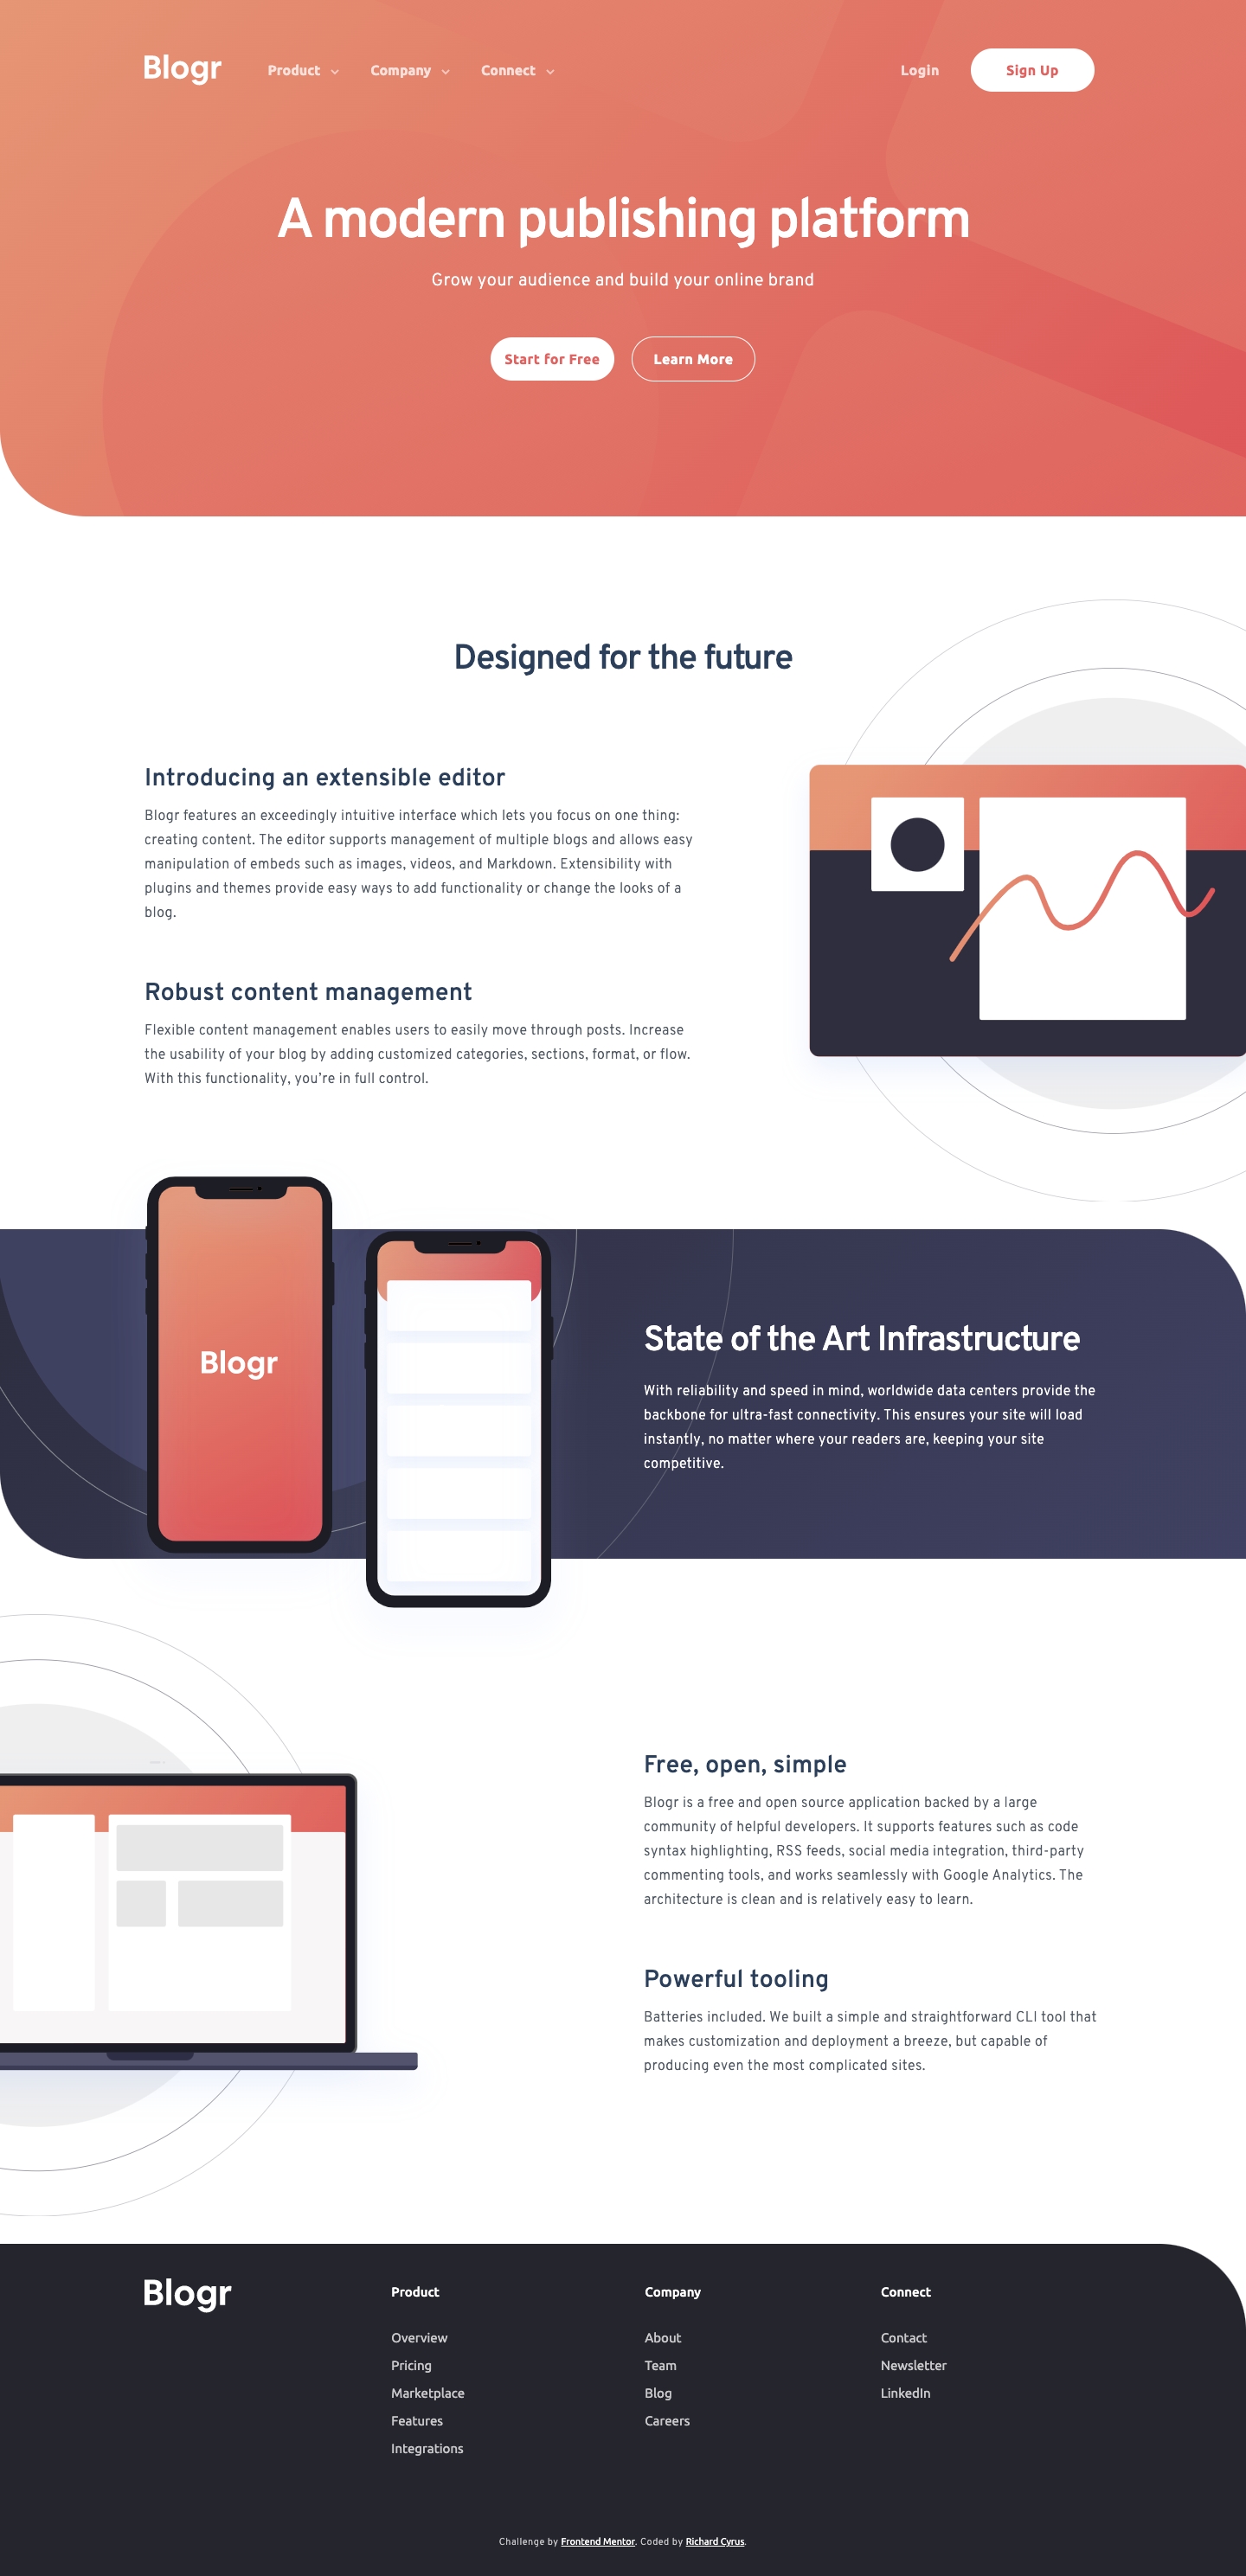 Blogr Product Company Connect Login Sign Up
A modern publishing platform
Grow your audience and build your online brand
Start for Free Learn More
Designed for the future
Introducing an extensible editor
Blogr features an exceedingly intuitive interface which lets you focus on one thing:
creating content. The editor supports management of multiple blogs and allows easy
manipulation of embeds such as images, videos, and Markdown. Extensibility with
plugins and themes provide easy ways to add functionality or change the looks of a
blog.
Robust content management
Flexible content management enables users to easily move through posts. Increase
the usability of your blog by adding customized categories, sections, format, or flow.
With this functionality, you’re in full control.
Blogr
State of the Art Infrastructure
With reliability and speed in mind, worldwide data centers provide the
backbone for ultra-fast connectivity. This ensures your site will load
instantly, no matter where your readers are, keeping your site
competitive.
Free, open, simple
Blogr is a free and open source application backed by a large
community of helpful developers. It supports features such as code
syntax highlighting, RSS feeds, social media integration, third-party
commenting tools, and works seamlessly with Google Analytics. The
architecture is clean and is relatively easy to learn.
Powerful tooling
Batteries included. We built a simple and straightforward CLI tool that
makes customization and deployment a breeze, but capable of
producing even the most complicated sites.
Blogr
Product
Overview
Pricing
Marketplace
Features
Integrations
Company
About
Team
Blog
Careers
Connect
Contact
Newsletter
LinkedIn
Challenge by Frontend Mentor. Coded by Richard Cyrus.